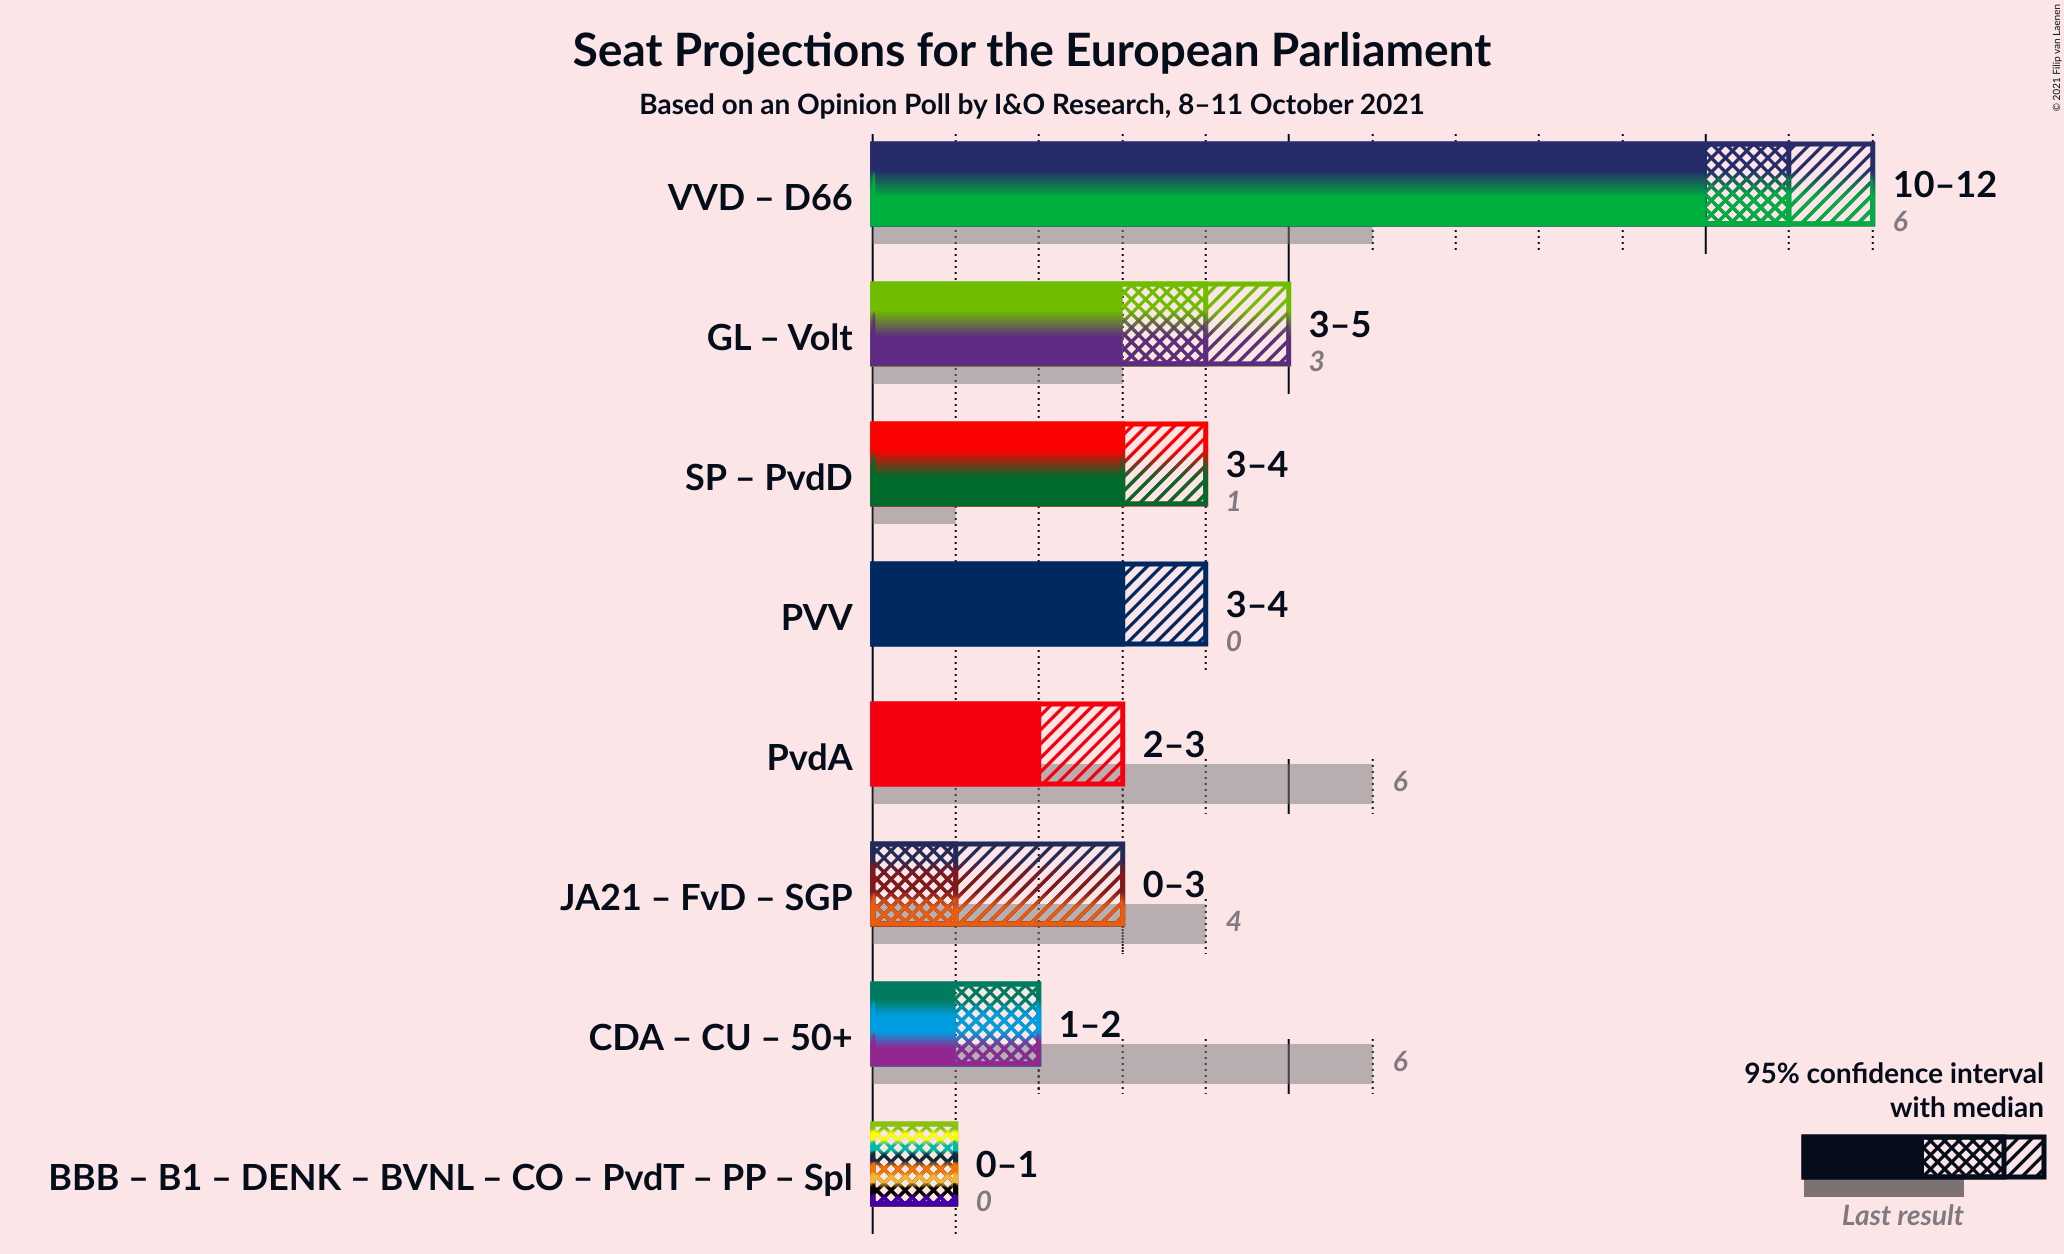 Seat Projections for the European Parliament
Based on an Opinion Poll by I&O Research, 8–11 October 2021
© 2021 Filip van Laenen
VVD – D66
10–12
6
GL – Volt
3–5
3
SP – PvdD
3–4
1
PVV
3–4
0
PvdA
2–3
6
JA21 – FvD – SGP
0–3
4
CDA – CU – 50+
1–2
6
BBB – B1 – DENK – BVNL – CO – PvdT – PP – Spl
0–1
0
95% confidence interval
with median
Last result